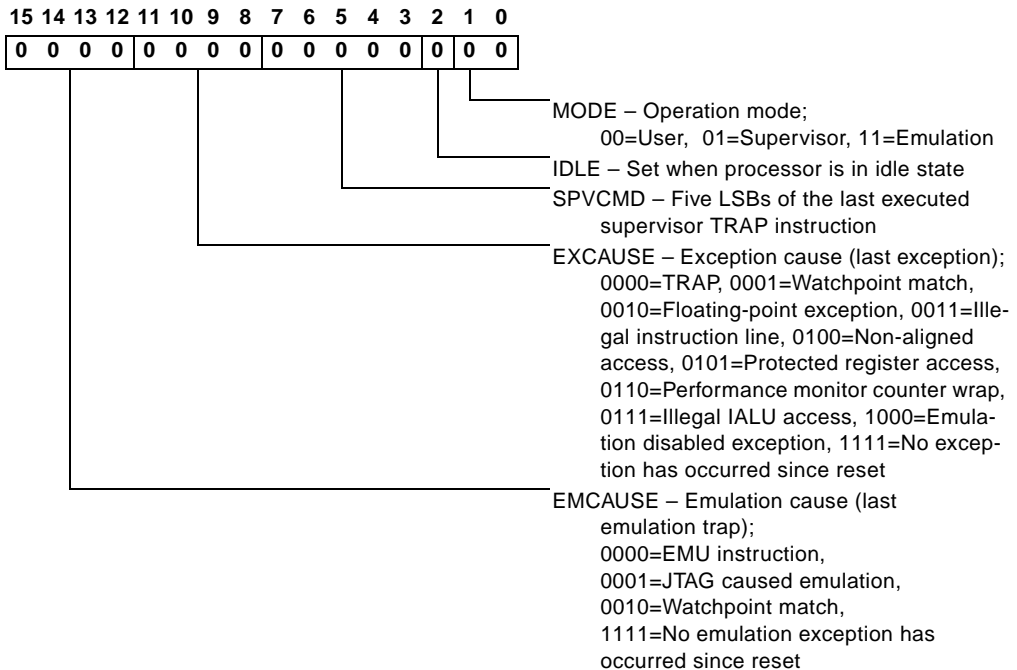 15 14 13 12 11 10 9 8 7 6 5 4 3 2 1 0
0 0 0 0 0 0 0 0 0 0 0 0 0 0 0 0
MODE – Operation mode;
00=User, 01=Supervisor, 11=Emulation
IDLE – Set when processor is in idle state
SPVCMD – Five LSBs of the last executed
supervisor TRAP instruction
EXCAUSE – Exception cause (last exception);
0000=TRAP, 0001=Watchpoint match,
0010=Floating-point exception, 0011=Ille-
gal instruction line, 0100=Non-aligned
access, 0101=Protected register access,
0110=Performance monitor counter wrap,
0111=Illegal IALU access, 1000=Emula-
tion disabled exception, 1111=No excep-
tion has occurred since reset
EMCAUSE – Emulation cause (last
emulation trap);
0000=EMU instruction,
0001=JTAG caused emulation,
0010=Watchpoint match,
1111=No emulation exception has
occurred since reset